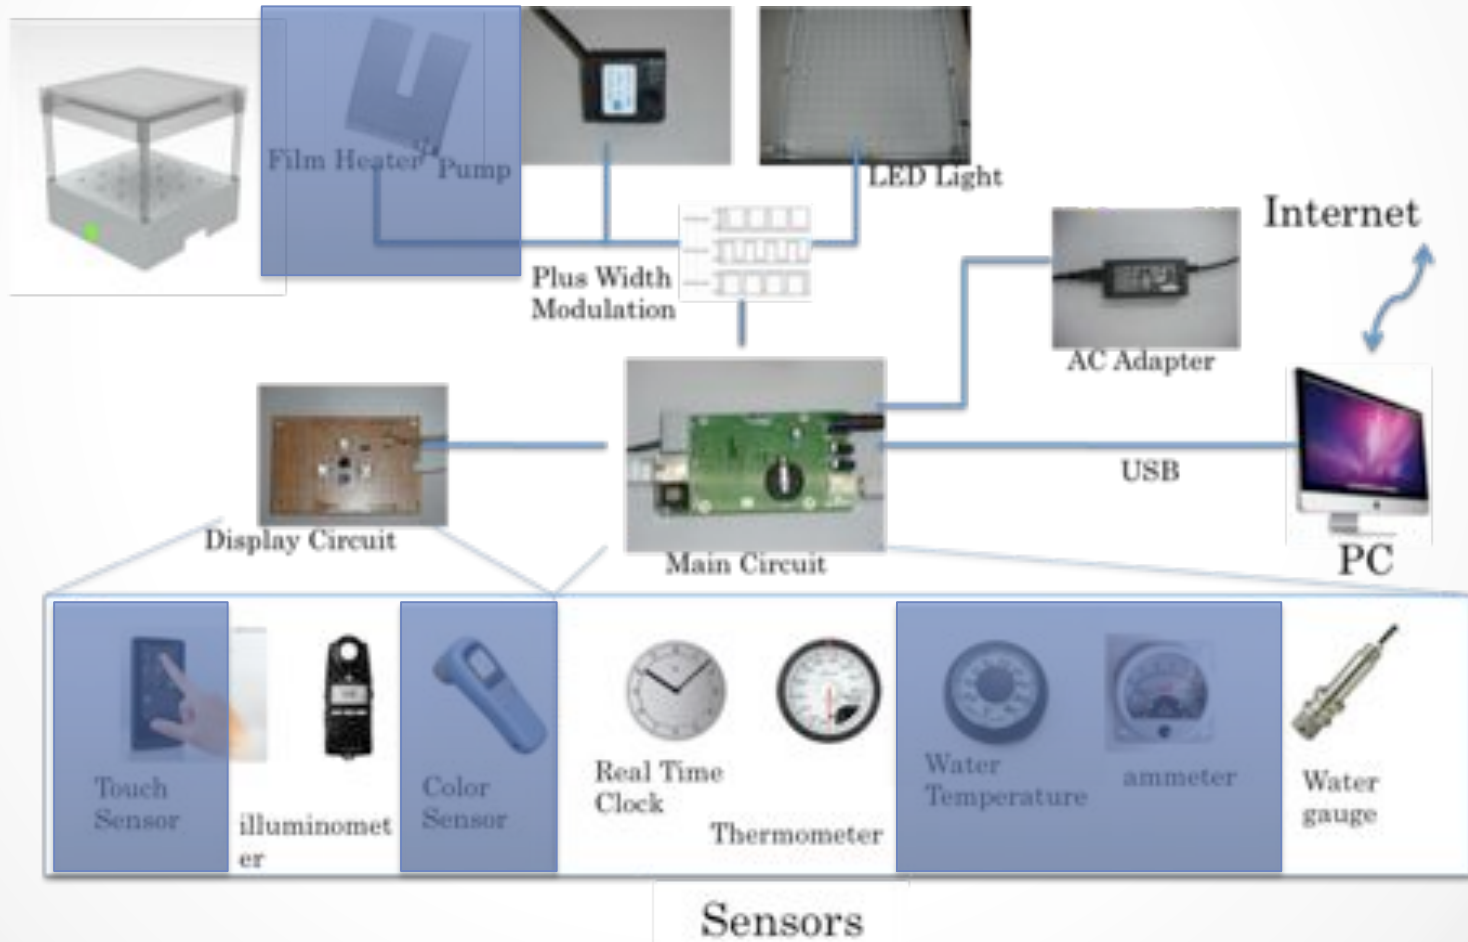 Film Heater
Pump
LED Light
Internet
Plus Width
Modulation
AC Adapter
USB
Display Circuit
Main Circuit
PC
Touch
Sensor
illuminomet
er
Color
Sensor
Real Time
Clock
Thermometer
Water
Temperature
ammeter
Water
gauge
Sensors